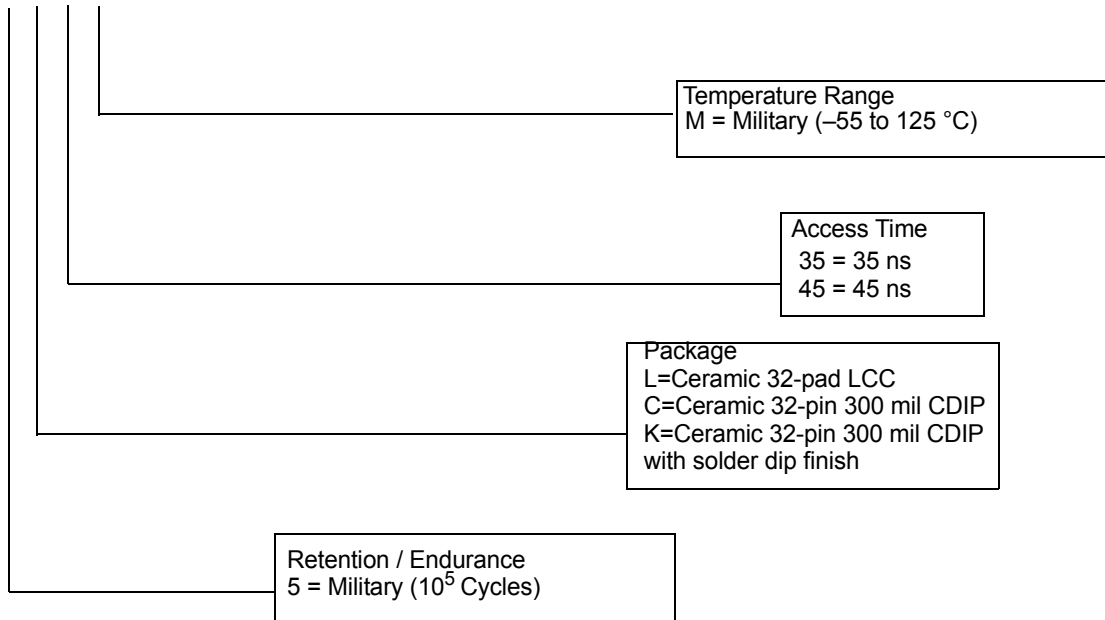 Temperature Range
M = Military (–55 to 125 °C)
Access Time
35 = 35 ns
45 = 45 ns
Package
L=Ceramic 32-pad LCC
C=Ceramic 32-pin 300 mil CDIP
K=Ceramic 32-pin 300 mil CDIP
with solder dip finish
Retention / Endurance
5 = Military (10⁵ Cycles)